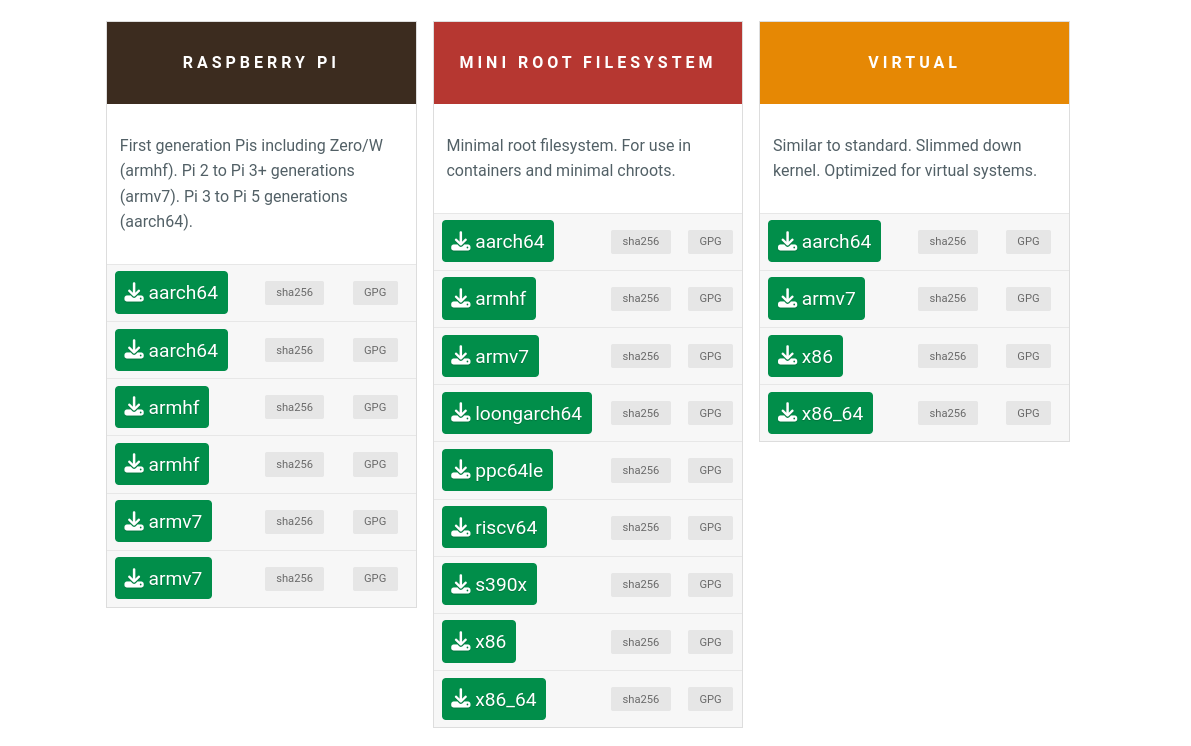 RASPBERRY PI
First generation Pis including Zero/W
(armhf). Pi 2 to Pi 3+ generations
(armv7). Pi 3 to Pi 5 generations
(aarch64).
aarch64 sha256 GPG
aarch64 sha256 GPG
armhf sha256 GPG
armhf sha256 GPG
armv7 sha256 GPG
armv7 sha256 GPG
MINI ROOT FILESYSTEM
Minimal root filesystem. For use in
containers and minimal chroots.
aarch64 sha256 GPG
armhf sha256 GPG
armv7 sha256 GPG
loongarch64 sha256 GPG
ppc64le sha256 GPG
riscv64 sha256 GPG
s390x sha256 GPG
x86 sha256 GPG
x86_64 sha256 GPG
VIRTUAL
Similar to standard. Slimmed down
kernel. Optimized for virtual systems.
aarch64 sha256 GPG
armv7 sha256 GPG
x86 sha256 GPG
x86_64 sha256 GPG